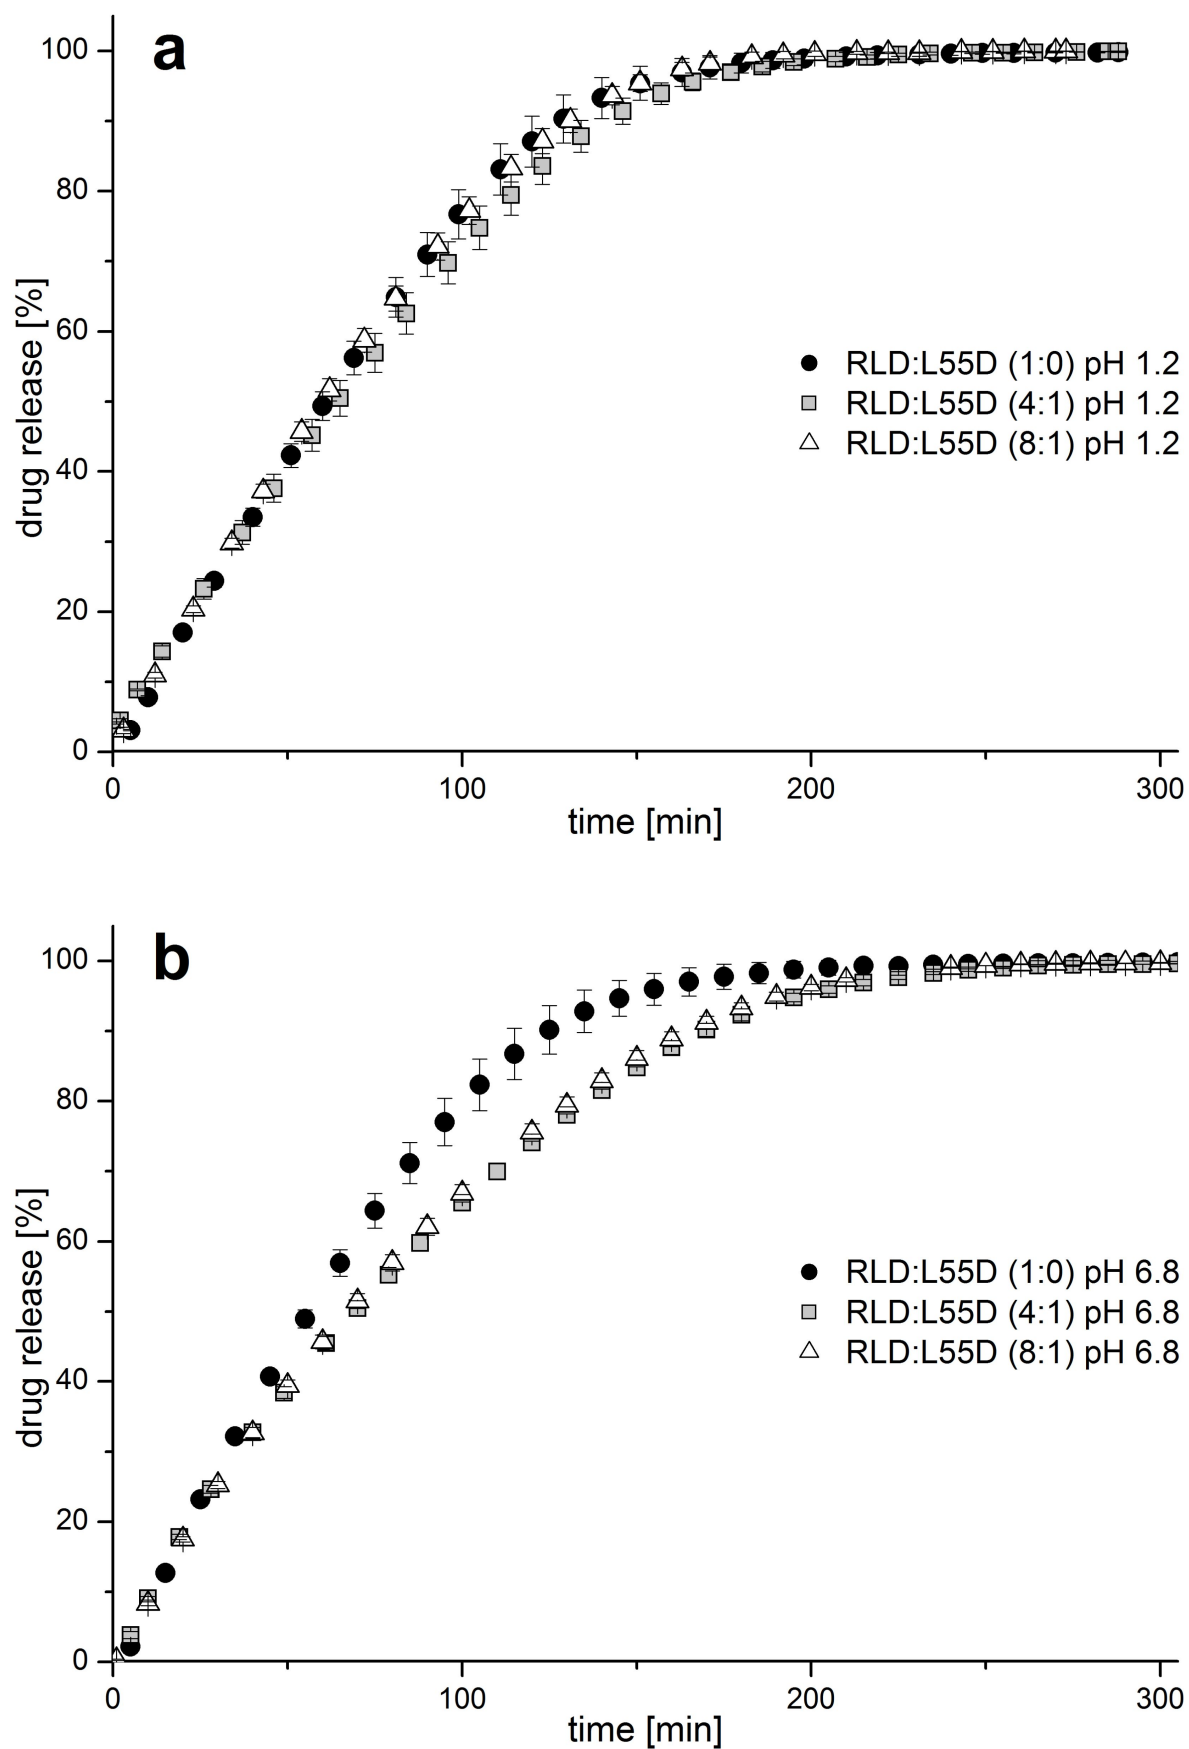 a
100
80
60
40
20
0
drug release [%]
RLD:L55D (1:0) pH 1.2
RLD:L55D (4:1) pH 1.2
RLD:L55D (8:1) pH 1.2
0 100 200 300
time [min]
b
100
80
60
40
20
0
drug release [%]
RLD:L55D (1:0) pH 6.8
RLD:L55D (4:1) pH 6.8
RLD:L55D (8:1) pH 6.8
0 100 200 300
time [min]